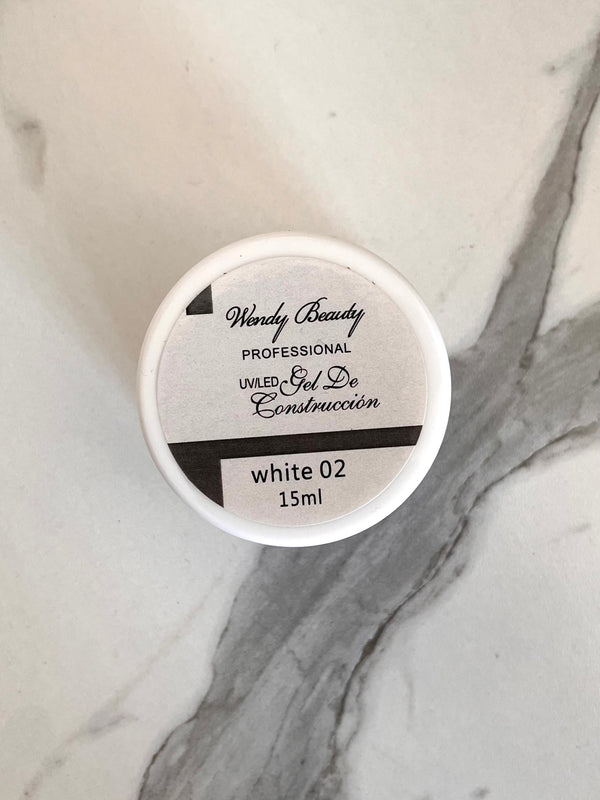 Wendy Beauty
PROFESSIONAL
UV/LED Gel De
Construcción
white 02
15ml